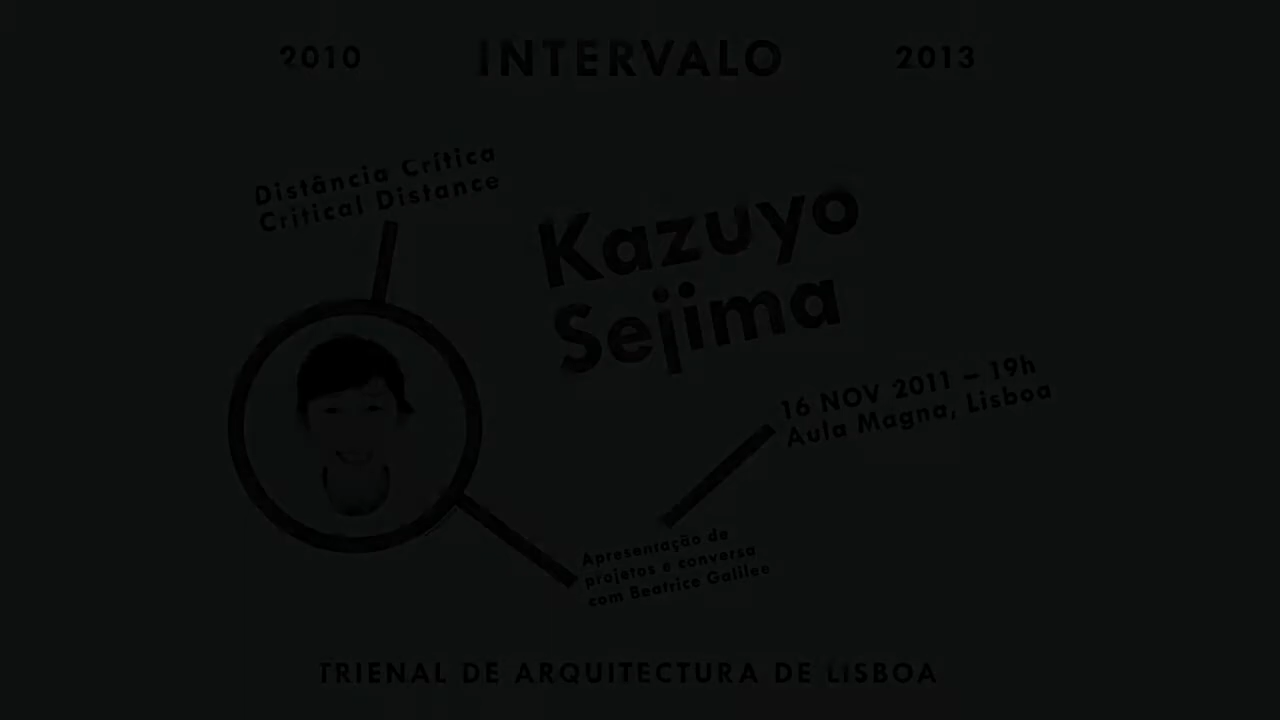 2010 INTERVALO 2013
Distância Crítica
Critical Distance
Kazuyo
Sejima
16 NOV 2011 – 19h
Aula Magna, Lisboa
Apresentação de
projetos e conversa
com Beatrice Galilee
TRIENAL DE ARQUITECTURA DE LISBOA